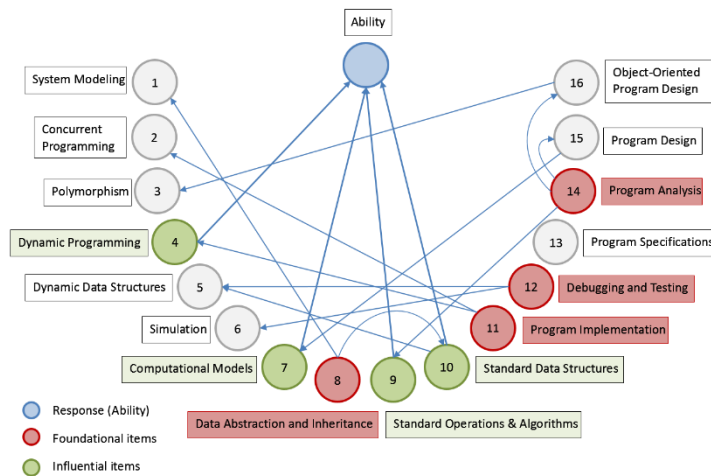 Ability
System Modeling
1
16
Object-Oriented
Program Design
Concurrent
Programming
2
15
Program Design
Polymorphism
3
14
Program Analysis
Dynamic Programming
4
13
Program Specifications
Dynamic Data Structures
5
12
Debugging and Testing
Simulation
6
11
Program Implementation
Computational Models
7
8
9
10
Standard Data Structures
Data Abstraction and Inheritance
Standard Operations & Algorithms
Response (Ability)
Foundational items
Influential items